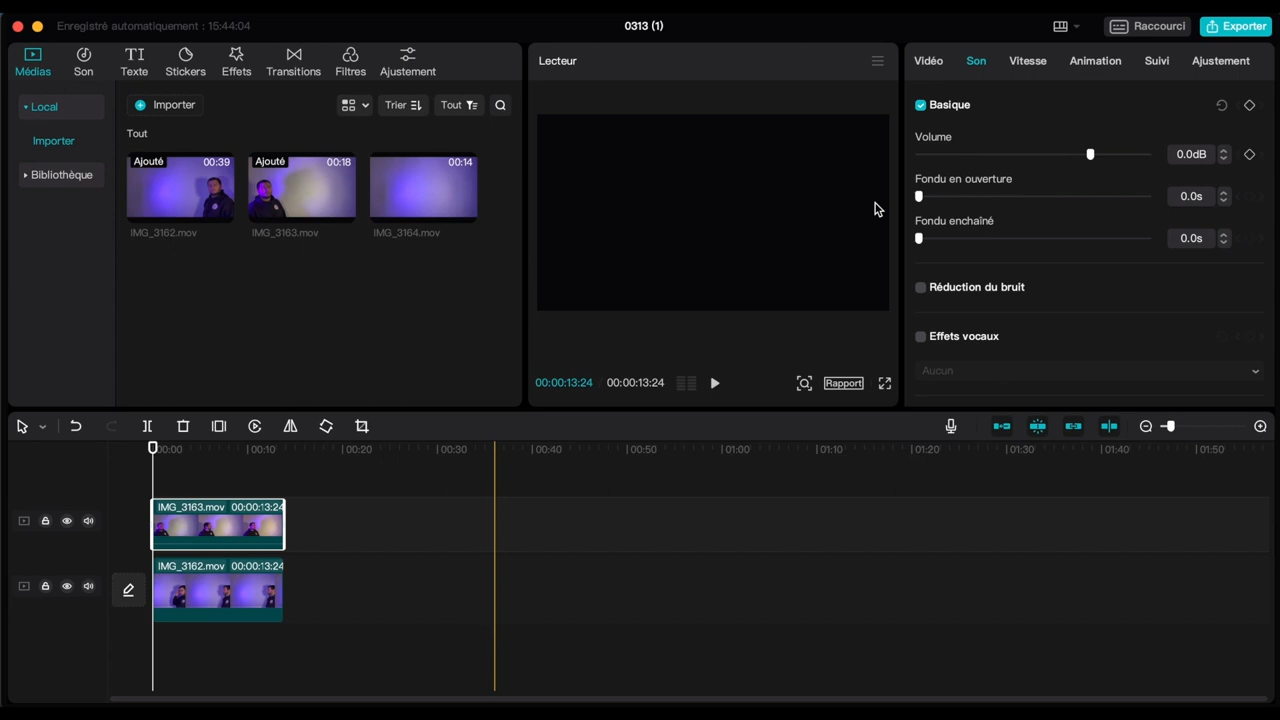 Enregistré automatiquement : 15:44:04
0313 (1)
Raccourci
Exporter
Médias
Son
Texte
Stickers
Effets
Transitions
Filtres
Ajustement
Local
Importer
Bibliothèque
Importer
Trier
Tout
Tout
Ajouté 00:39
Ajouté 00:18
00:14
IMG_3162.mov
IMG_3163.mov
IMG_3164.mov
Lecteur
00:00:13:24 / 00:00:13:24
Rapport
Vidéo
Son
Vitesse
Animation
Suivi
Ajustement
Basique
Volume
0.0dB
Fondu en ouverture
0.0s
Fondu enchaîné
0.0s
Réduction du bruit
Effets vocaux
Aucun
00:00 00:10 00:20 00:30 00:40 00:50 01:00 01:10 01:20 01:30 01:40 01:50
IMG_3163.mov 00:00:13:24
IMG_3162.mov 00:00:13:24